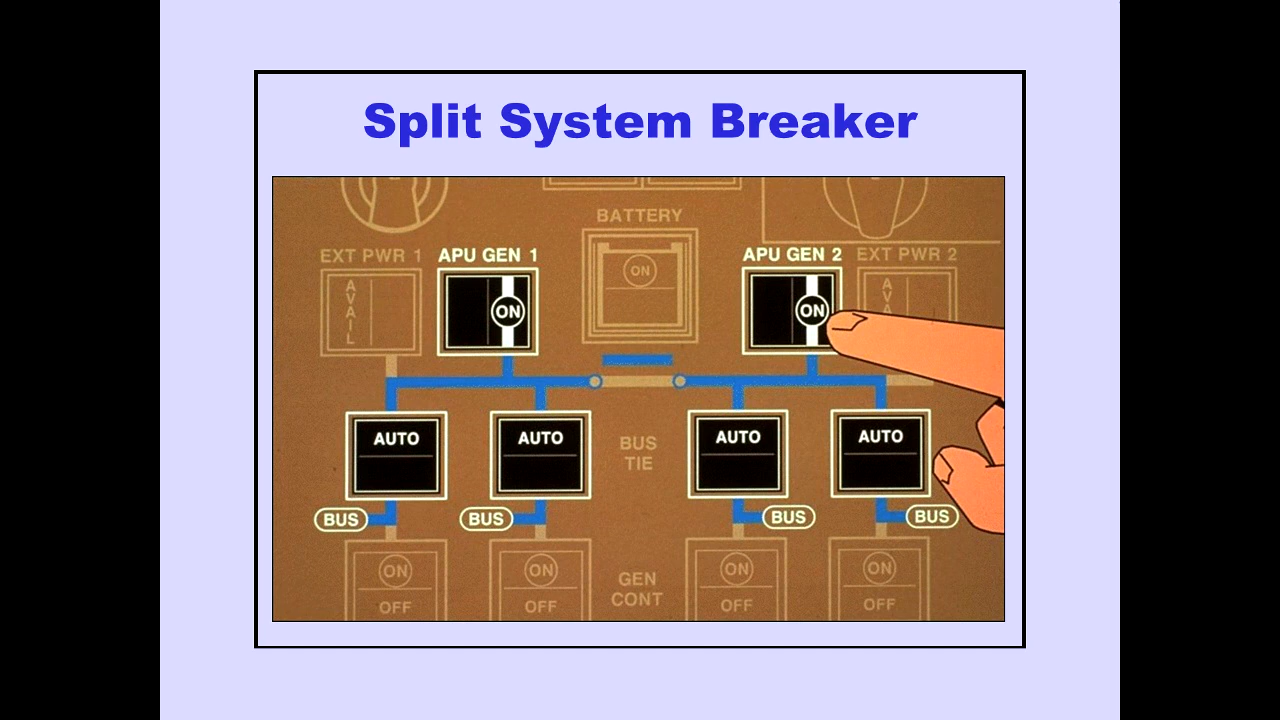 Split System Breaker
BATTERY
EXT PWR 1
APU GEN 1
APU GEN 2
EXT PWR 2
AVAIL
ON
ON
ON
AVA
AUTO
AUTO
BUS
TIE
AUTO
AUTO
BUS
BUS
BUS
BUS
ON
OFF
ON
OFF
GEN
CONT
ON
OFF
ON
OFF